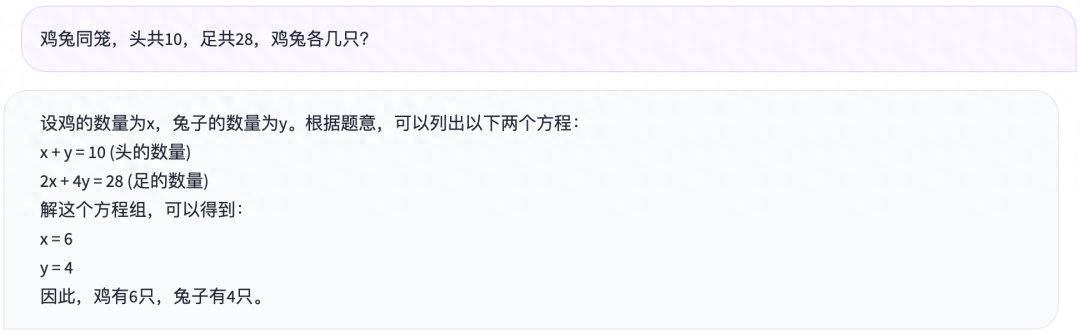 鸡兔同笼，头共10，足共28，鸡兔各几只？
设鸡的数量为x，兔子的数量为y。根据题意，可以列出以下两个方程：
x + y = 10 (头的数量)
2x + 4y = 28 (足的数量)
解这个方程组，可以得到：
x = 6
y = 4
因此，鸡有6只，兔子有4只。